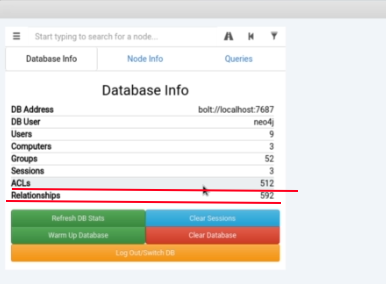 Start typing to search for a node...
Database Info Node Info Queries
Database Info
DB Address bolt://localhost:7687
DB User neo4j
Users 9
Computers 3
Groups 52
Sessions 3
ACLs 512
Relationships 592
Refresh DB Stats Clear Sessions
Warm Up Database Clear Database
Log Out/Switch DB